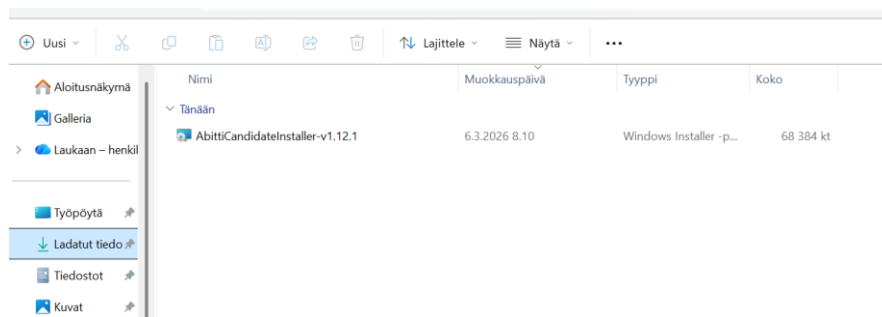 Uusi
Lajittele
Näytä
Aloitusnäkymä
Galleria
Laukaan – henkil
Työpöytä
Ladatut tiedo
Tiedostot
Kuvat
Nimi Muokkauspäivä Tyyppi Koko
Tänään
AbittiCandidateInstaller-v1.12.1 6.3.2026 8.10 Windows Installer -p... 68 384 kt